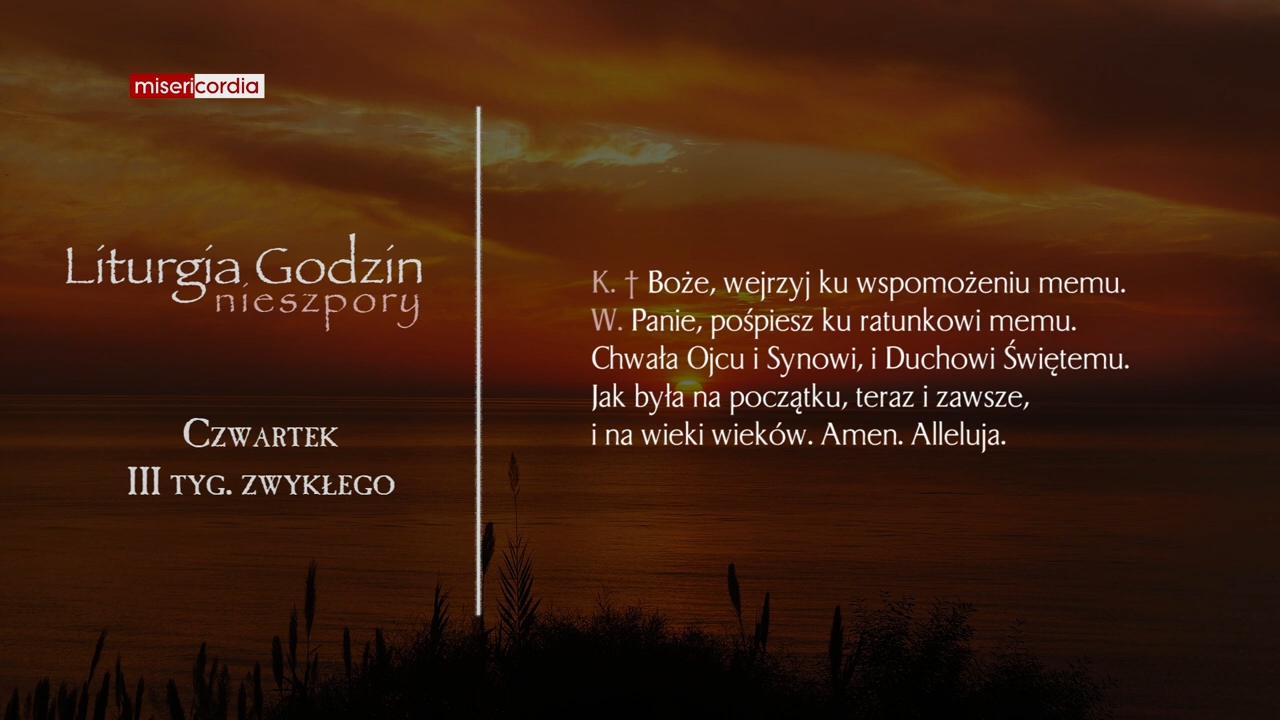 misericordia
Liturgia Godzin
nieszpory
Czwartek
III tyg. zwykłego
K. † Boże, wejrzyj ku wspomożeniu memu.
W. Panie, pośpiesz ku ratunkowi memu.
Chwała Ojcu i Synowi, i Duchowi Świętemu.
Jak była na początku, teraz i zawsze,
i na wieki wieków. Amen. Alleluja.